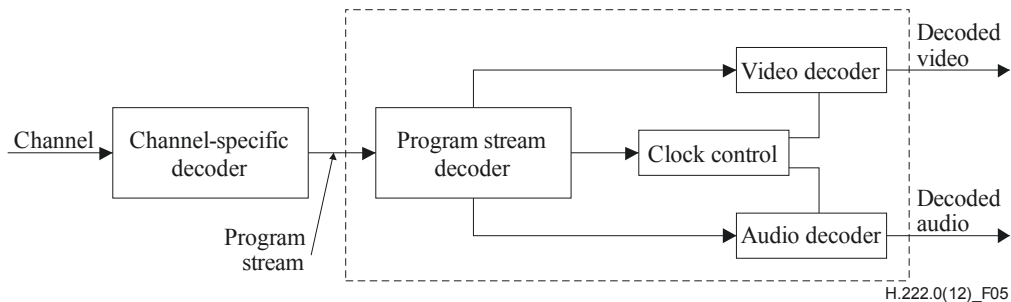 Channel
Channel-specific
decoder
Program
stream
Program stream
decoder
Clock control
Video decoder
Decoded
video
Audio decoder
Decoded
audio
H.222.0(12)_F05